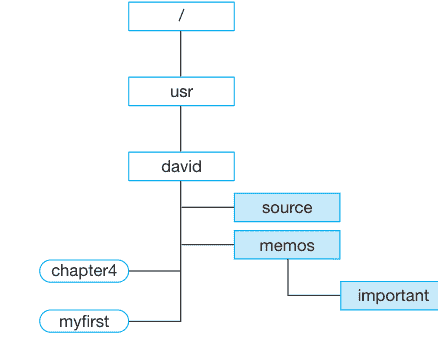 /
usr
david
source
memos
chapter4
important
myfirst